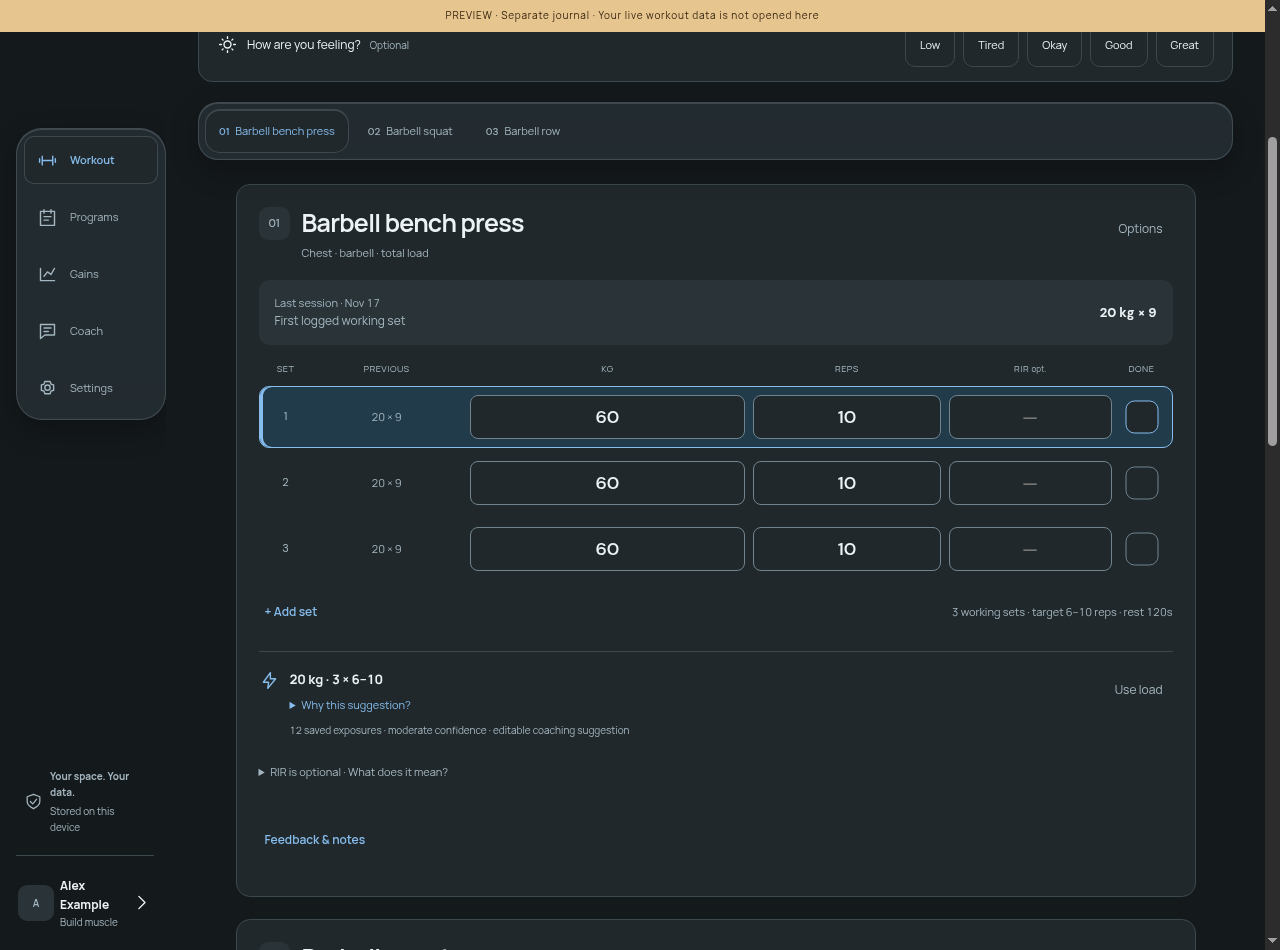 PREVIEW · Separate journal · Your live workout data is not opened here
How are you feeling? Optional
Low
Tired
Okay
Good
Great
01 Barbell bench press
02 Barbell squat
03 Barbell row
Workout
Programs
Gains
Coach
Settings
01
Barbell bench press
Chest · barbell · total load
Options
Last session · Nov 17
First logged working set
20 kg × 9
SET PREVIOUS KG REPS RIR opt. DONE
1 20 × 9 60 10 —
2 20 × 9 60 10 —
3 20 × 9 60 10 —
+ Add set
3 working sets · target 6–10 reps · rest 120s
20 kg · 3 × 6–10
Why this suggestion?
12 saved exposures · moderate confidence · editable coaching suggestion
Use load
RIR is optional · What does it mean?
Feedback & notes
Your space. Your
data.
Stored on this
device
A
Alex
Example
Build muscle